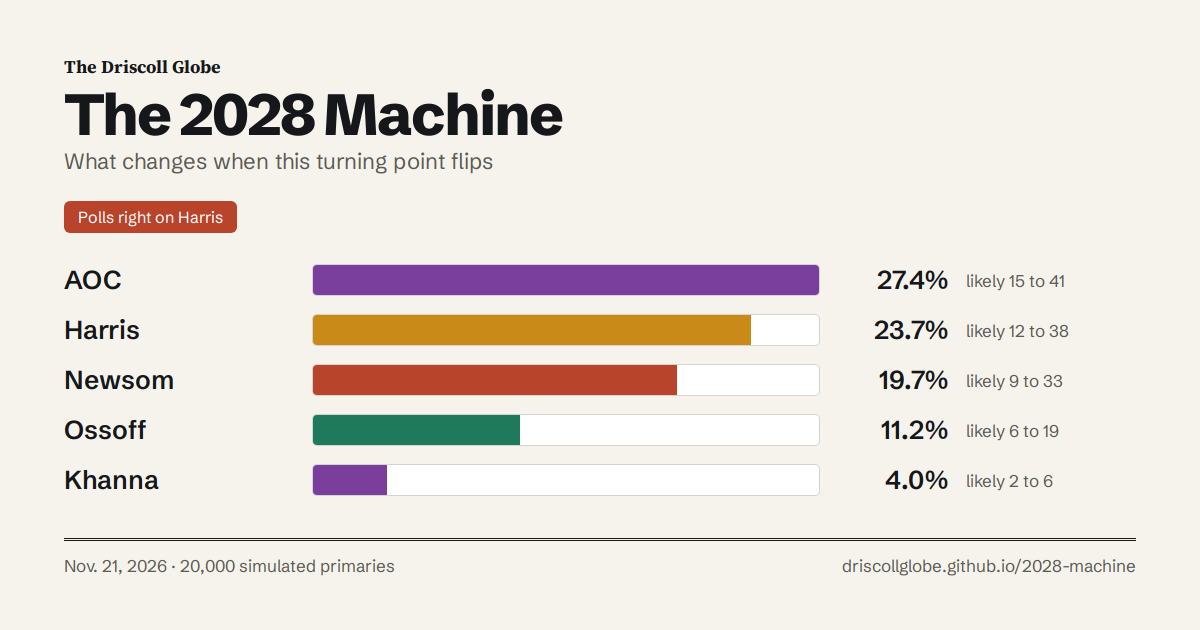 The Driscoll Globe
The 2028 Machine
What changes when this turning point flips
Polls right on Harris
AOC 27.4% likely 15 to 41
Harris 23.7% likely 12 to 38
Newsom 19.7% likely 9 to 33
Ossoff 11.2% likely 6 to 19
Khanna 4.0% likely 2 to 6
Nov. 21, 2026 · 20,000 simulated primaries driscollglobe.github.io/2028-machine